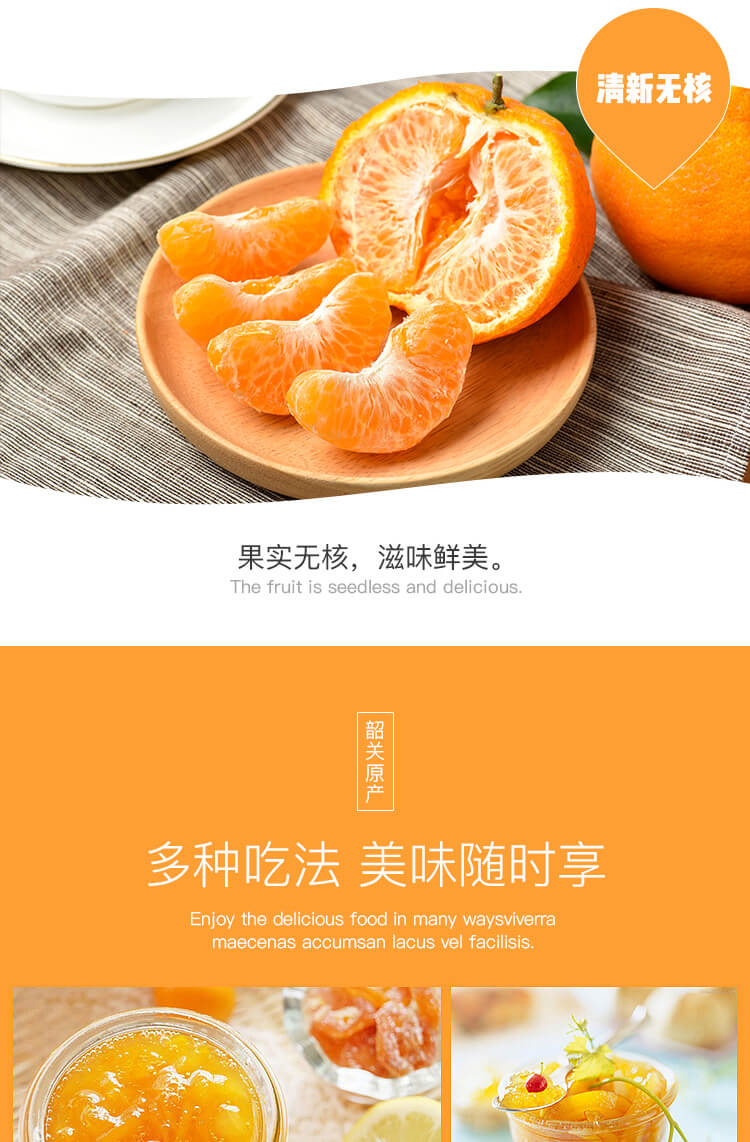 清新无核
果实无核，滋味鲜美。
The fruit is seedless and delicious.
韶关原产
多种吃法 美味随时享
Enjoy the delicious food in many waysviverra
maecenas accumsan lacus vel facilisis.